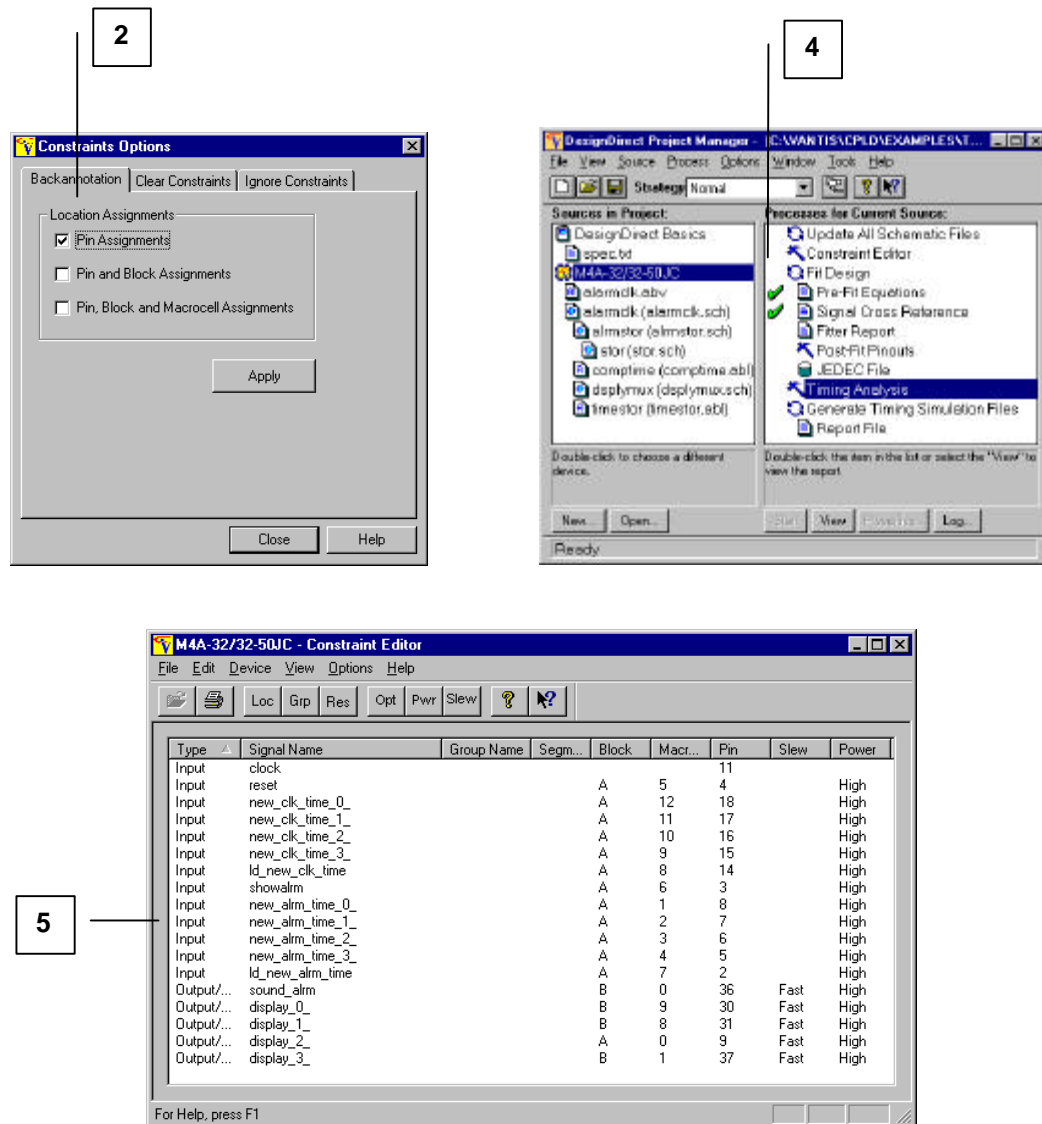 2
4
Constraints Options
Backannotation Clear Constraints Ignore Constraints
Location Assignments
Pin Assignments
Pin and Block Assignments
Pin, Block and Macrocell Assignments
Apply
Close Help
DesignDirect Project Manager - [C:\VANTIS\CPLD\EXAMPLES\T...
File View Source Process Options Window Tools Help
Strategy Normal
Sources in Project:
DesignDirect Basics
spec.txt
M4A-32/32-50JC
alarmclk.abv
alarmclk (alarmclk.sch)
almstor (almstor.sch)
stor (stor.sch)
comptime (comptime.abl)
dsplymux (dsplymux.sch)
timestor (timestor.abl)
Double-click to choose a different
device.
New... Open...
Processes for Current Source:
Update All Schematic Files
Constraint Editor
Fit Design
Pre-Fit Equations
Signal Cross Reference
Fitter Report
Post-Fit Pinouts
JEDEC File
Timing Analysis
Generate Timing Simulation Files
Report File
Double-click the item in the list or select the "View" to
view the report
Start View Log...
Ready
M4A-32/32-50JC - Constraint Editor
File Edit Device View Options Help
Loc Grp Res Opt Pwr Slew
Type Signal Name Group Name Segm... Block Macr... Pin Slew Power
Input clock 11
Input reset A 5 4 High
Input new_clk_time_0_ A 12 18 High
Input new_clk_time_1_ A 11 17 High
Input new_clk_time_2_ A 10 16 High
Input new_clk_time_3_ A 9 15 High
Input ld_new_clk_time A 8 14 High
Input showalrm A 6 3 High
Input new_alrm_time_0_ A 1 8 High
Input new_alrm_time_1_ A 2 7 High
Input new_alrm_time_2_ A 3 6 High
Input new_alrm_time_3_ A 4 5 High
Input ld_new_alrm_time A 7 2 High
Output/... sound_alrm B 0 36 Fast High
Output/... display_0_ B 9 30 Fast High
Output/... display_1_ B 8 31 Fast High
Output/... display_2_ A 0 9 Fast High
Output/... display_3_ B 1 37 Fast High
For Help, press F1
5